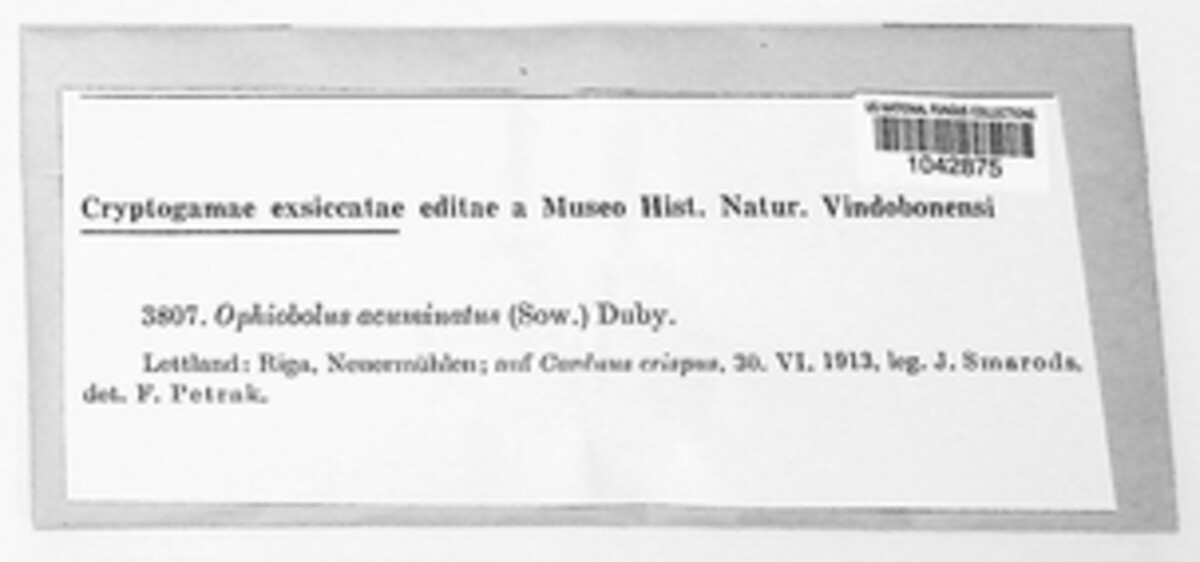 US NATIONAL FUNGUS COLLECTIONS
1042875
Cryptogamae exsiccatae editae a Museo Hist. Natur. Vindobonensi
3807. Ophiobolus acuminatus (Sow.) Duby.
Lettland: Riga, Neuermühlen; auf Carduus crispus, 30. VI. 1913, leg. J. Smarods,
det. F. Petrak.